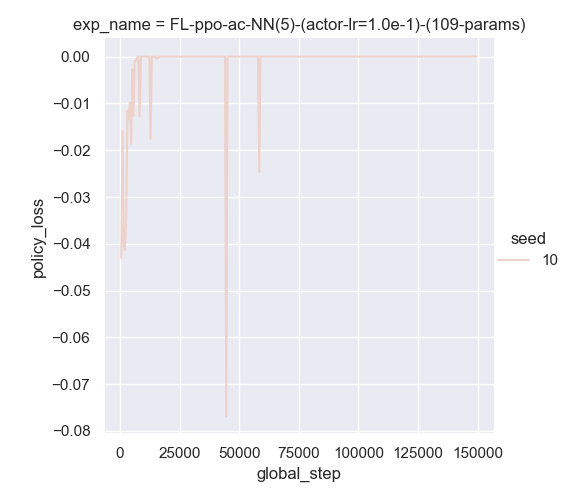 exp_name = FL-ppo-ac-NN(5)-(actor-lr=1.0e-1)-(109-params)
0.00
−0.01
−0.02
−0.03
−0.04
−0.05
−0.06
−0.07
−0.08
policy_loss
0 25000 50000 75000 100000 125000 150000
global_step
seed
10